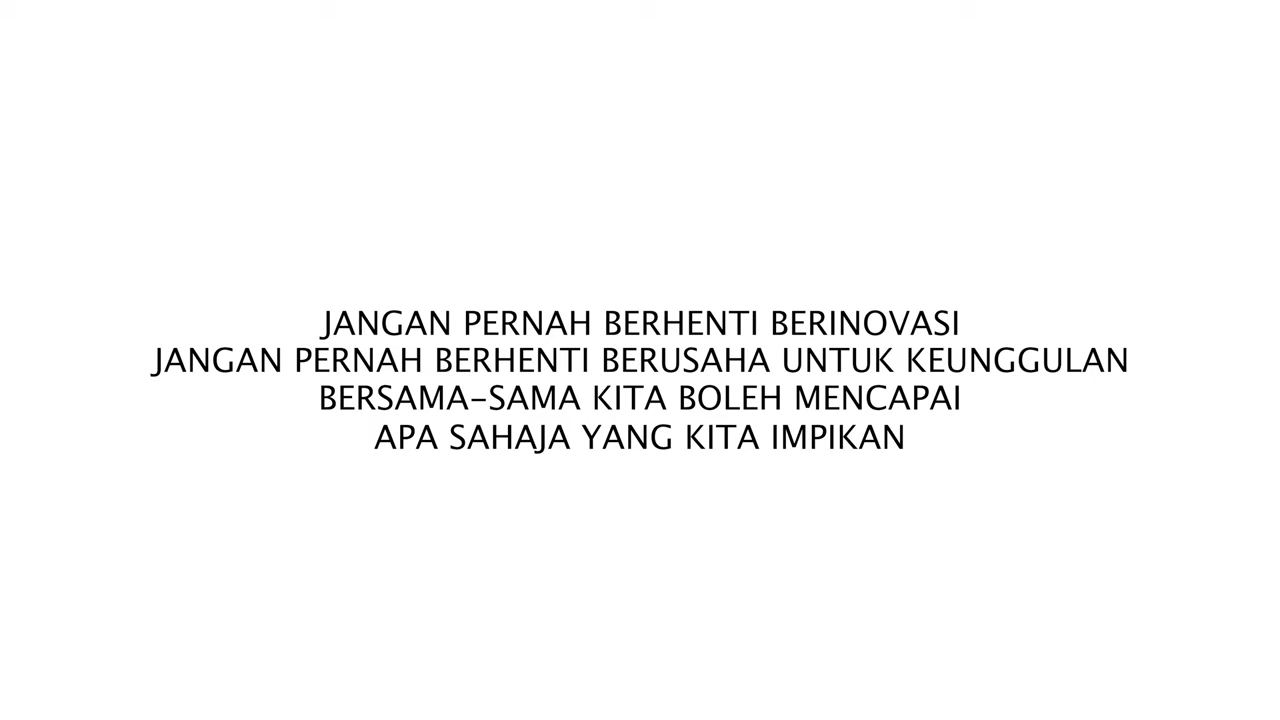 JANGAN PERNAH BERHENTI BERINOVASI
JANGAN PERNAH BERHENTI BERUSAHA UNTUK KEUNGGULAN
BERSAMA-SAMA KITA BOLEH MENCAPAI
APA SAHAJA YANG KITA IMPIKAN